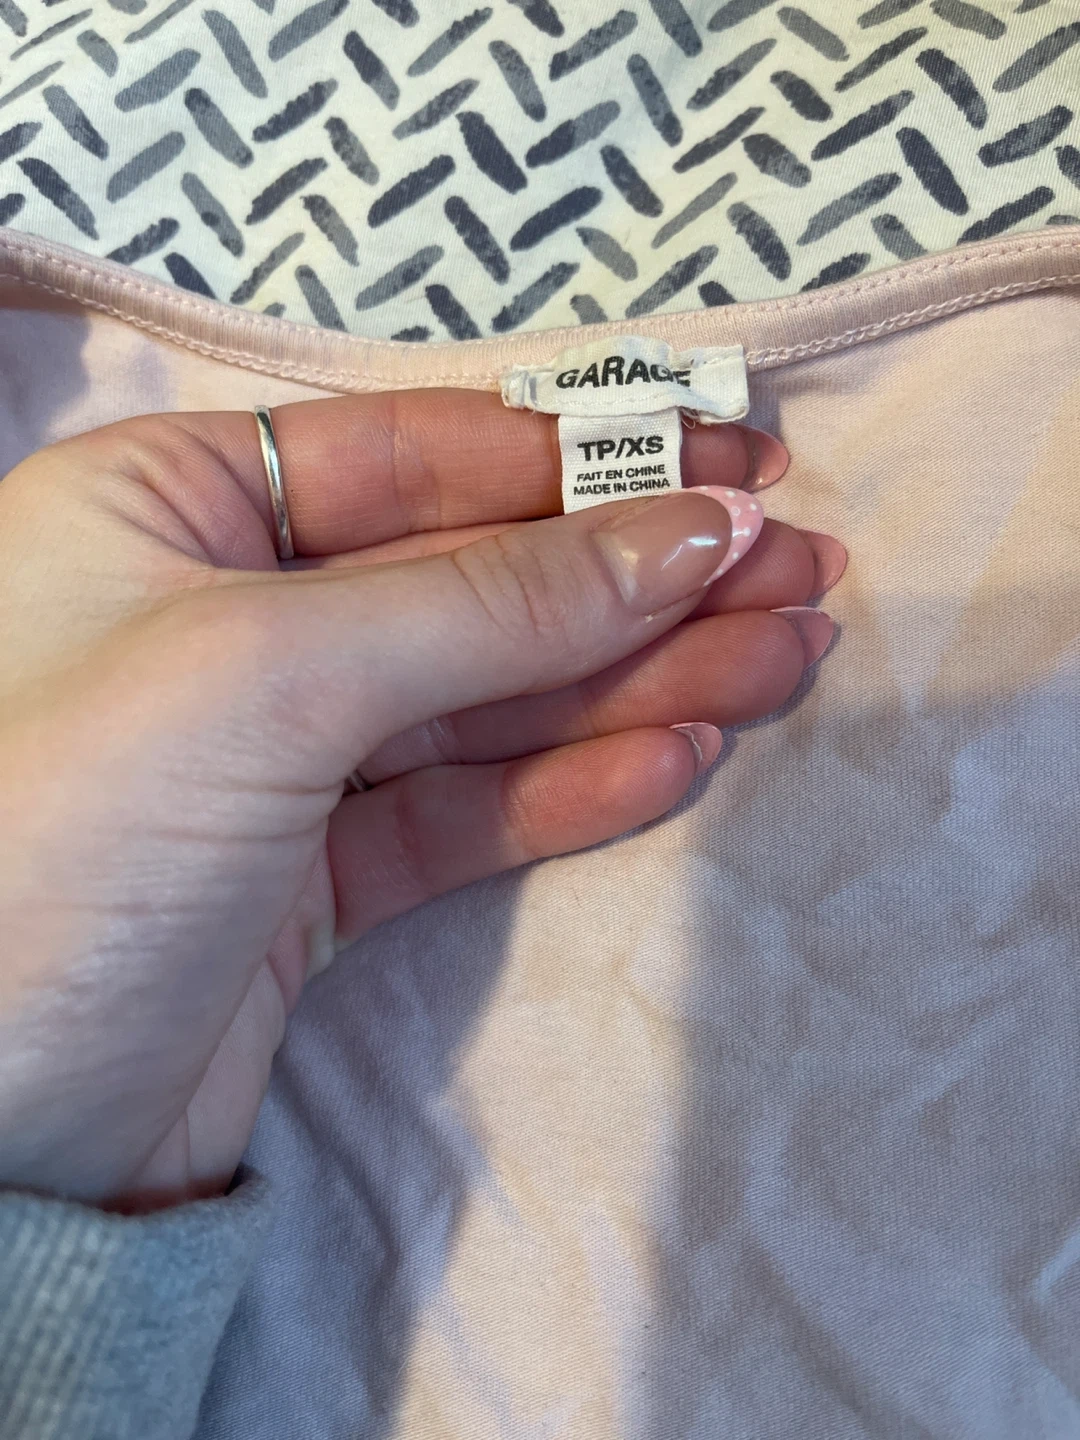 GARAGE
TP/XS
FAIT EN CHINE
MADE IN CHINA